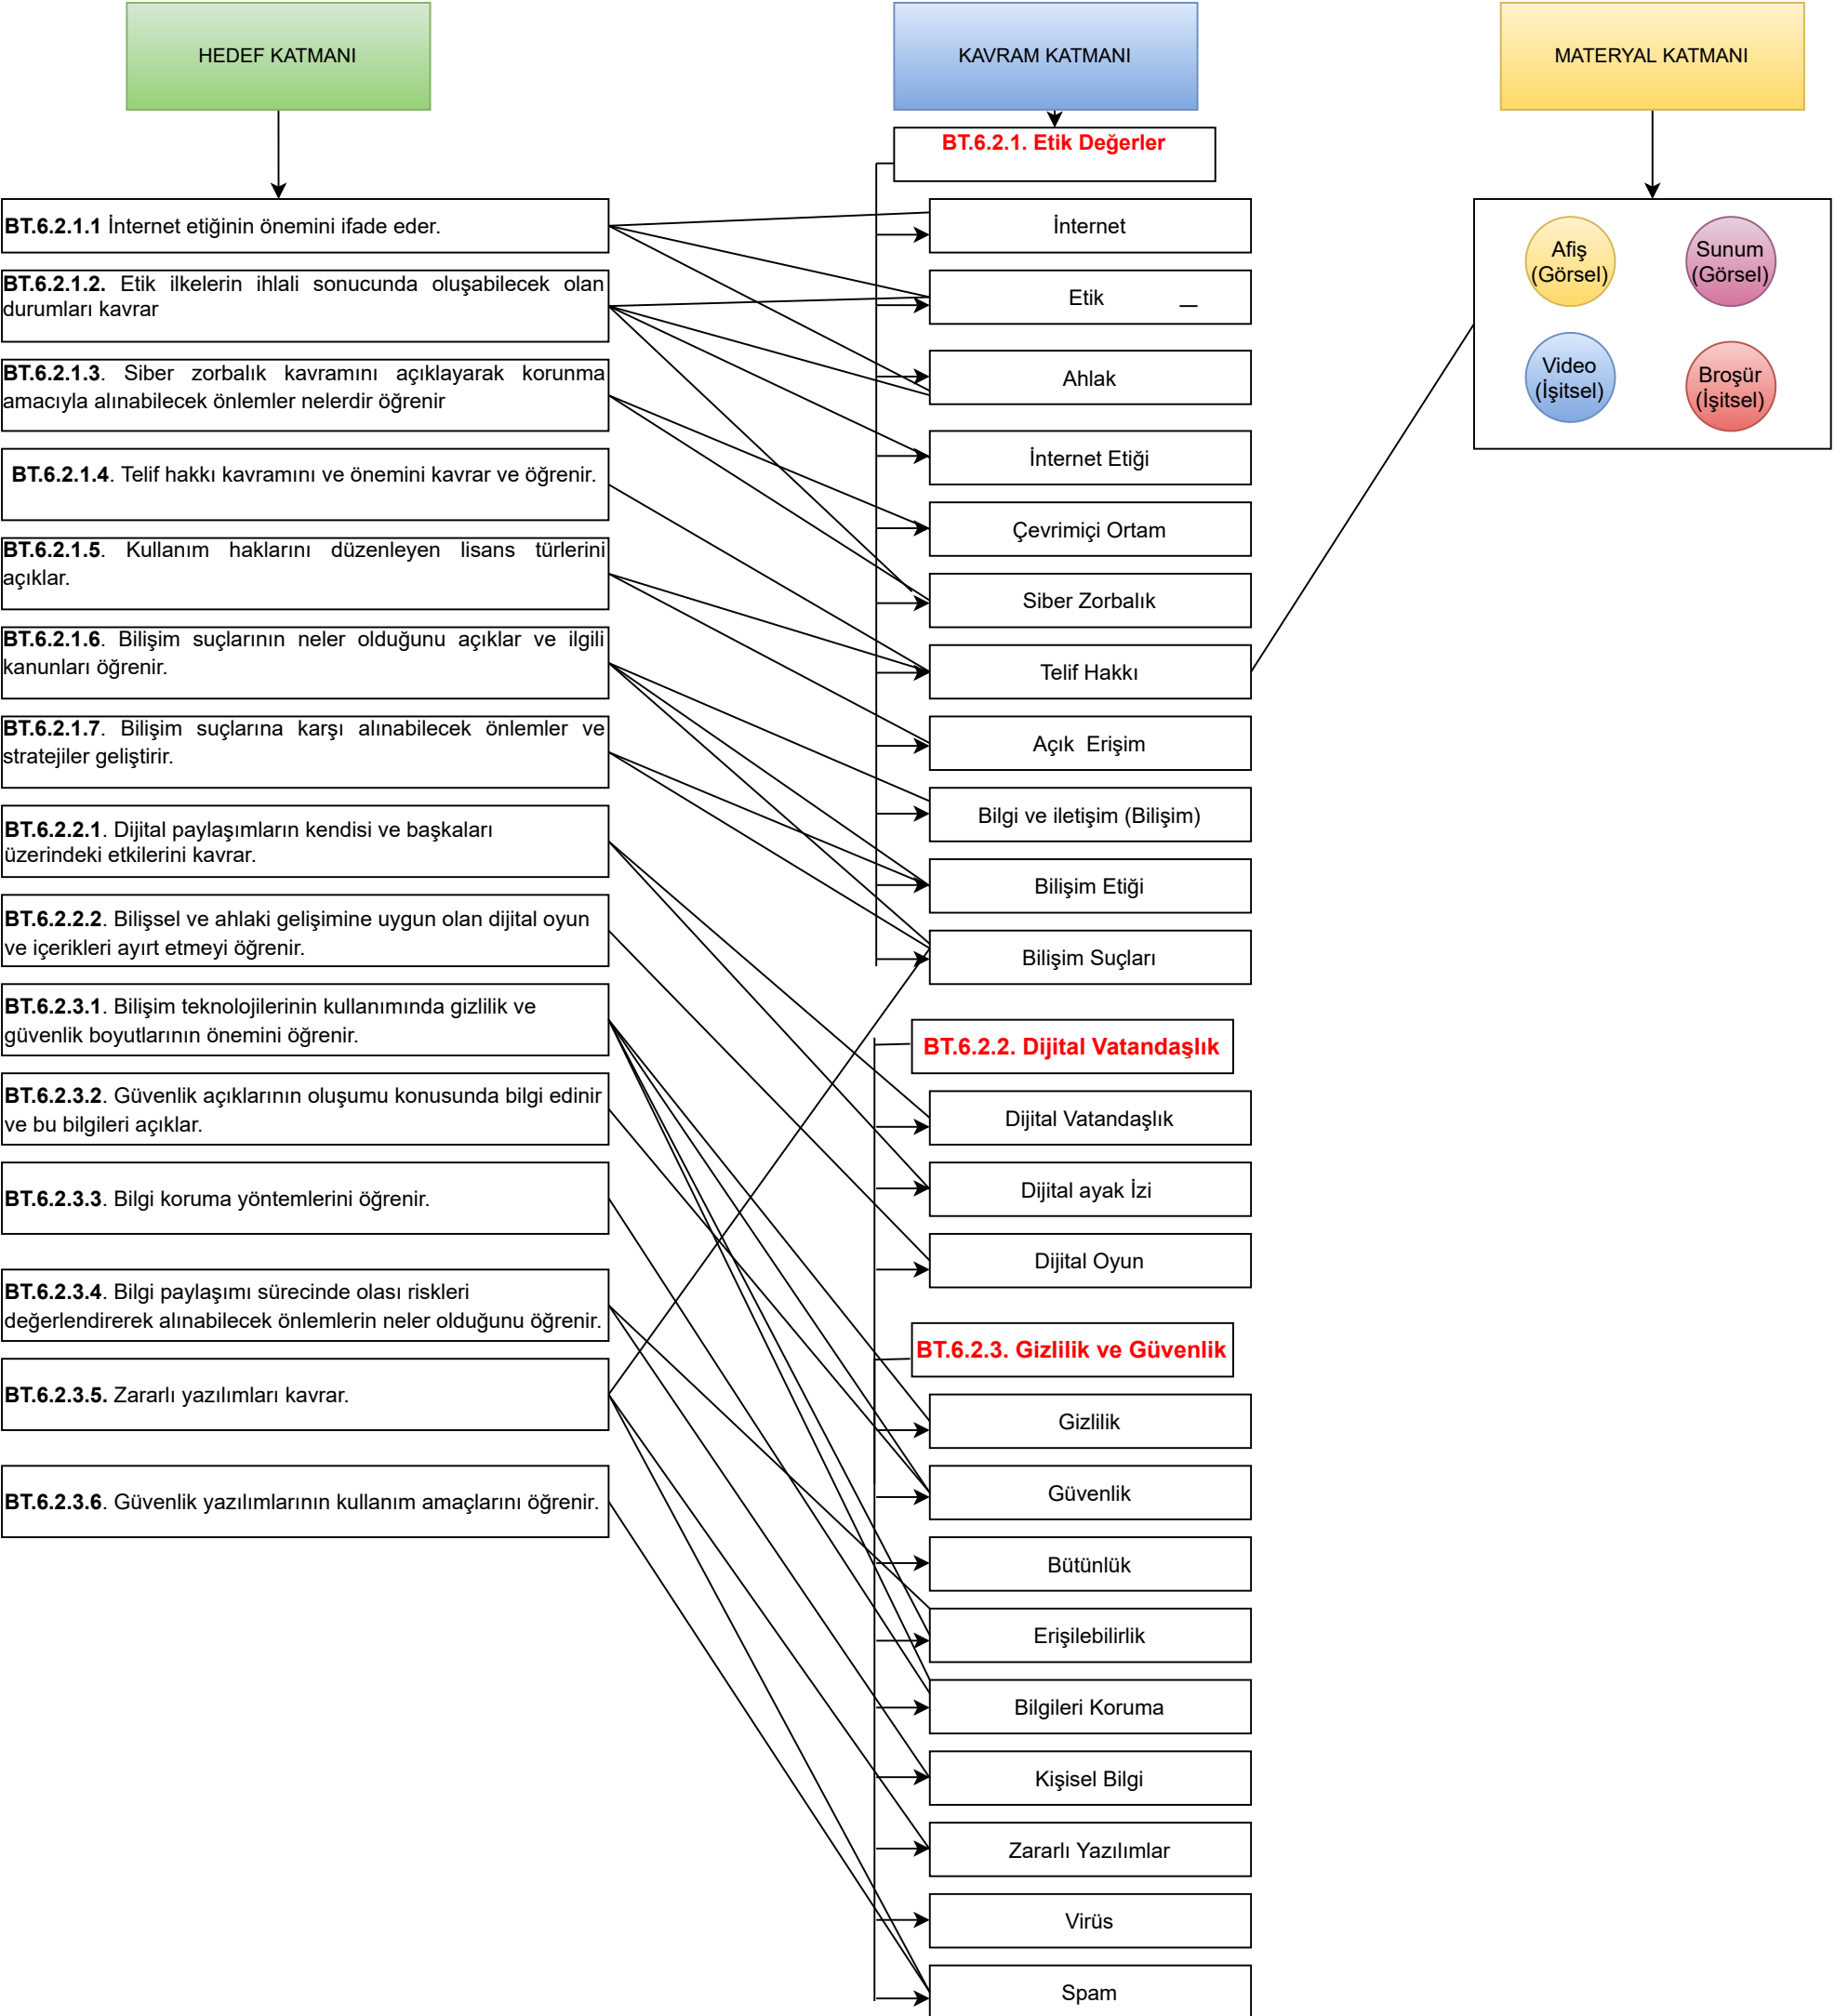 HEDEF KATMANI
KAVRAM KATMANI
MATERYAL KATMANI
BT.6.2.1.1 İnternet etiğinin önemini ifade eder.
BT.6.2.1.2. Etik ilkelerin ihlali sonucunda oluşabilecek olan
durumları kavrar
BT.6.2.1.3. Siber zorbalık kavramını açıklayarak korunma
amacıyla alınabilecek önlemler nelerdir öğrenir
BT.6.2.1.4. Telif hakkı kavramını ve önemini kavrar ve öğrenir.
BT.6.2.1.5. Kullanım haklarını düzenleyen lisans türlerini
açıklar.
BT.6.2.1.6. Bilişim suçlarının neler olduğunu açıklar ve ilgili
kanunları öğrenir.
BT.6.2.1.7. Bilişim suçlarına karşı alınabilecek önlemler ve
stratejiler geliştirir.
BT.6.2.2.1. Dijital paylaşımların kendisi ve başkaları
üzerindeki etkilerini kavrar.
BT.6.2.2.2. Bilişsel ve ahlaki gelişimine uygun olan dijital oyun
ve içerikleri ayırt etmeyi öğrenir.
BT.6.2.3.1. Bilişim teknolojilerinin kullanımında gizlilik ve
güvenlik boyutlarının önemini öğrenir.
BT.6.2.3.2. Güvenlik açıklarının oluşumu konusunda bilgi edinir
ve bu bilgileri açıklar.
BT.6.2.3.3. Bilgi koruma yöntemlerini öğrenir.
BT.6.2.3.4. Bilgi paylaşımı sürecinde olası riskleri
değerlendirerek alınabilecek önlemlerin neler olduğunu öğrenir.
BT.6.2.3.5. Zararlı yazılımları kavrar.
BT.6.2.3.6. Güvenlik yazılımlarının kullanım amaçlarını öğrenir.
BT.6.2.1. Etik Değerler
İnternet
Etik
Ahlak
İnternet Etiği
Çevrimiçi Ortam
Siber Zorbalık
Telif Hakkı
Açık Erişim
Bilgi ve iletişim (Bilişim)
Bilişim Etiği
Bilişim Suçları
BT.6.2.2. Dijital Vatandaşlık
Dijital Vatandaşlık
Dijital ayak İzi
Dijital Oyun
BT.6.2.3. Gizlilik ve Güvenlik
Gizlilik
Güvenlik
Bütünlük
Erişilebilirlik
Bilgileri Koruma
Kişisel Bilgi
Zararlı Yazılımlar
Virüs
Spam
Afiş
(Görsel)
Sunum
(Görsel)
Video
(İşitsel)
Broşür
(İşitsel)